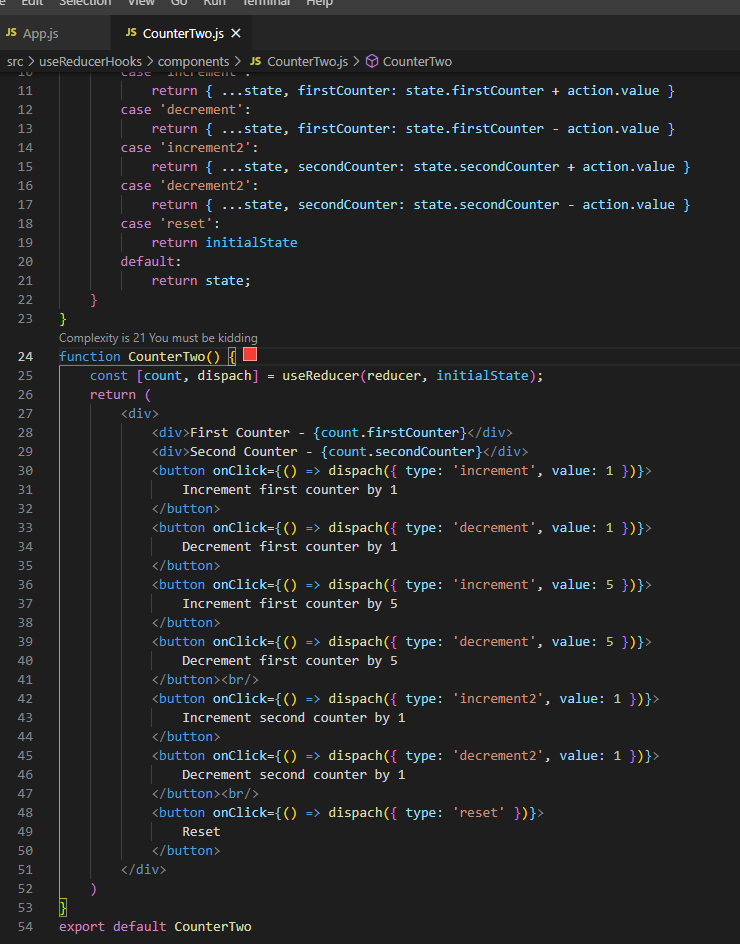 Edit Selection View Go Run Terminal Help
JS App.js JS CounterTwo.js ×
src > useReducerHooks > components > JS CounterTwo.js > CounterTwo
10 case 'increment':
11 return { ...state, firstCounter: state.firstCounter + action.value }
12 case 'decrement':
13 return { ...state, firstCounter: state.firstCounter - action.value }
14 case 'increment2':
15 return { ...state, secondCounter: state.secondCounter + action.value }
16 case 'decrement2':
17 return { ...state, secondCounter: state.secondCounter - action.value }
18 case 'reset':
19 return initialState
20 default:
21 return state;
22 }
23 }
Complexity is 21 You must be kidding
24 function CounterTwo() {
25 const [count, dispach] = useReducer(reducer, initialState);
26 return (
27 <div>
28 <div>First Counter - {count.firstCounter}</div>
29 <div>Second Counter - {count.secondCounter}</div>
30 <button onClick={() => dispach({ type: 'increment', value: 1 })}>
31 Increment first counter by 1
32 </button>
33 <button onClick={() => dispach({ type: 'decrement', value: 1 })}>
34 Decrement first counter by 1
35 </button>
36 <button onClick={() => dispach({ type: 'increment', value: 5 })}>
37 Increment first counter by 5
38 </button>
39 <button onClick={() => dispach({ type: 'decrement', value: 5 })}>
40 Decrement first counter by 5
41 </button><br/>
42 <button onClick={() => dispach({ type: 'increment2', value: 1 })}>
43 Increment second counter by 1
44 </button>
45 <button onClick={() => dispach({ type: 'decrement2', value: 1 })}>
46 Decrement second counter by 1
47 </button><br/>
48 <button onClick={() => dispach({ type: 'reset' })}>
49 Reset
50 </button>
51 </div>
52 )
53 }
54 export default CounterTwo